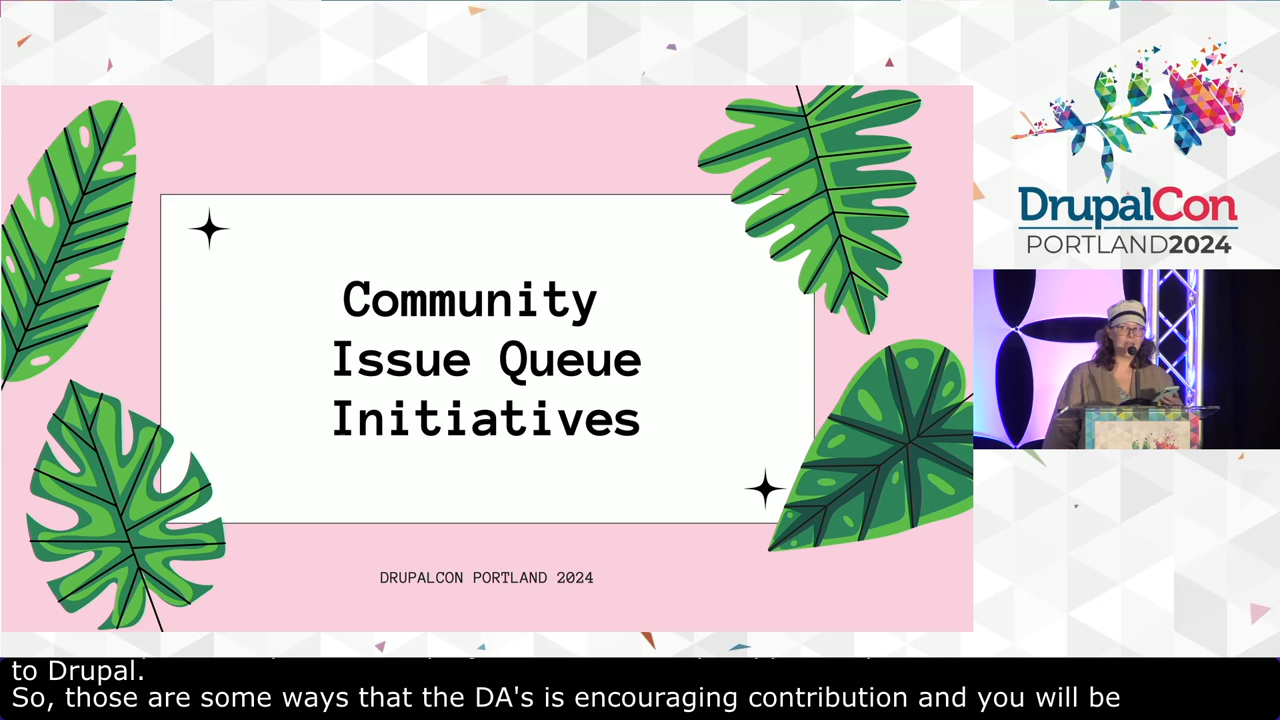 Community
Issue Queue
Initiatives
DRUPALCON PORTLAND 2024
DrupalCon
PORTLAND2024
to Drupal.
So, those are some ways that the DA's is encouraging contribution and you will be